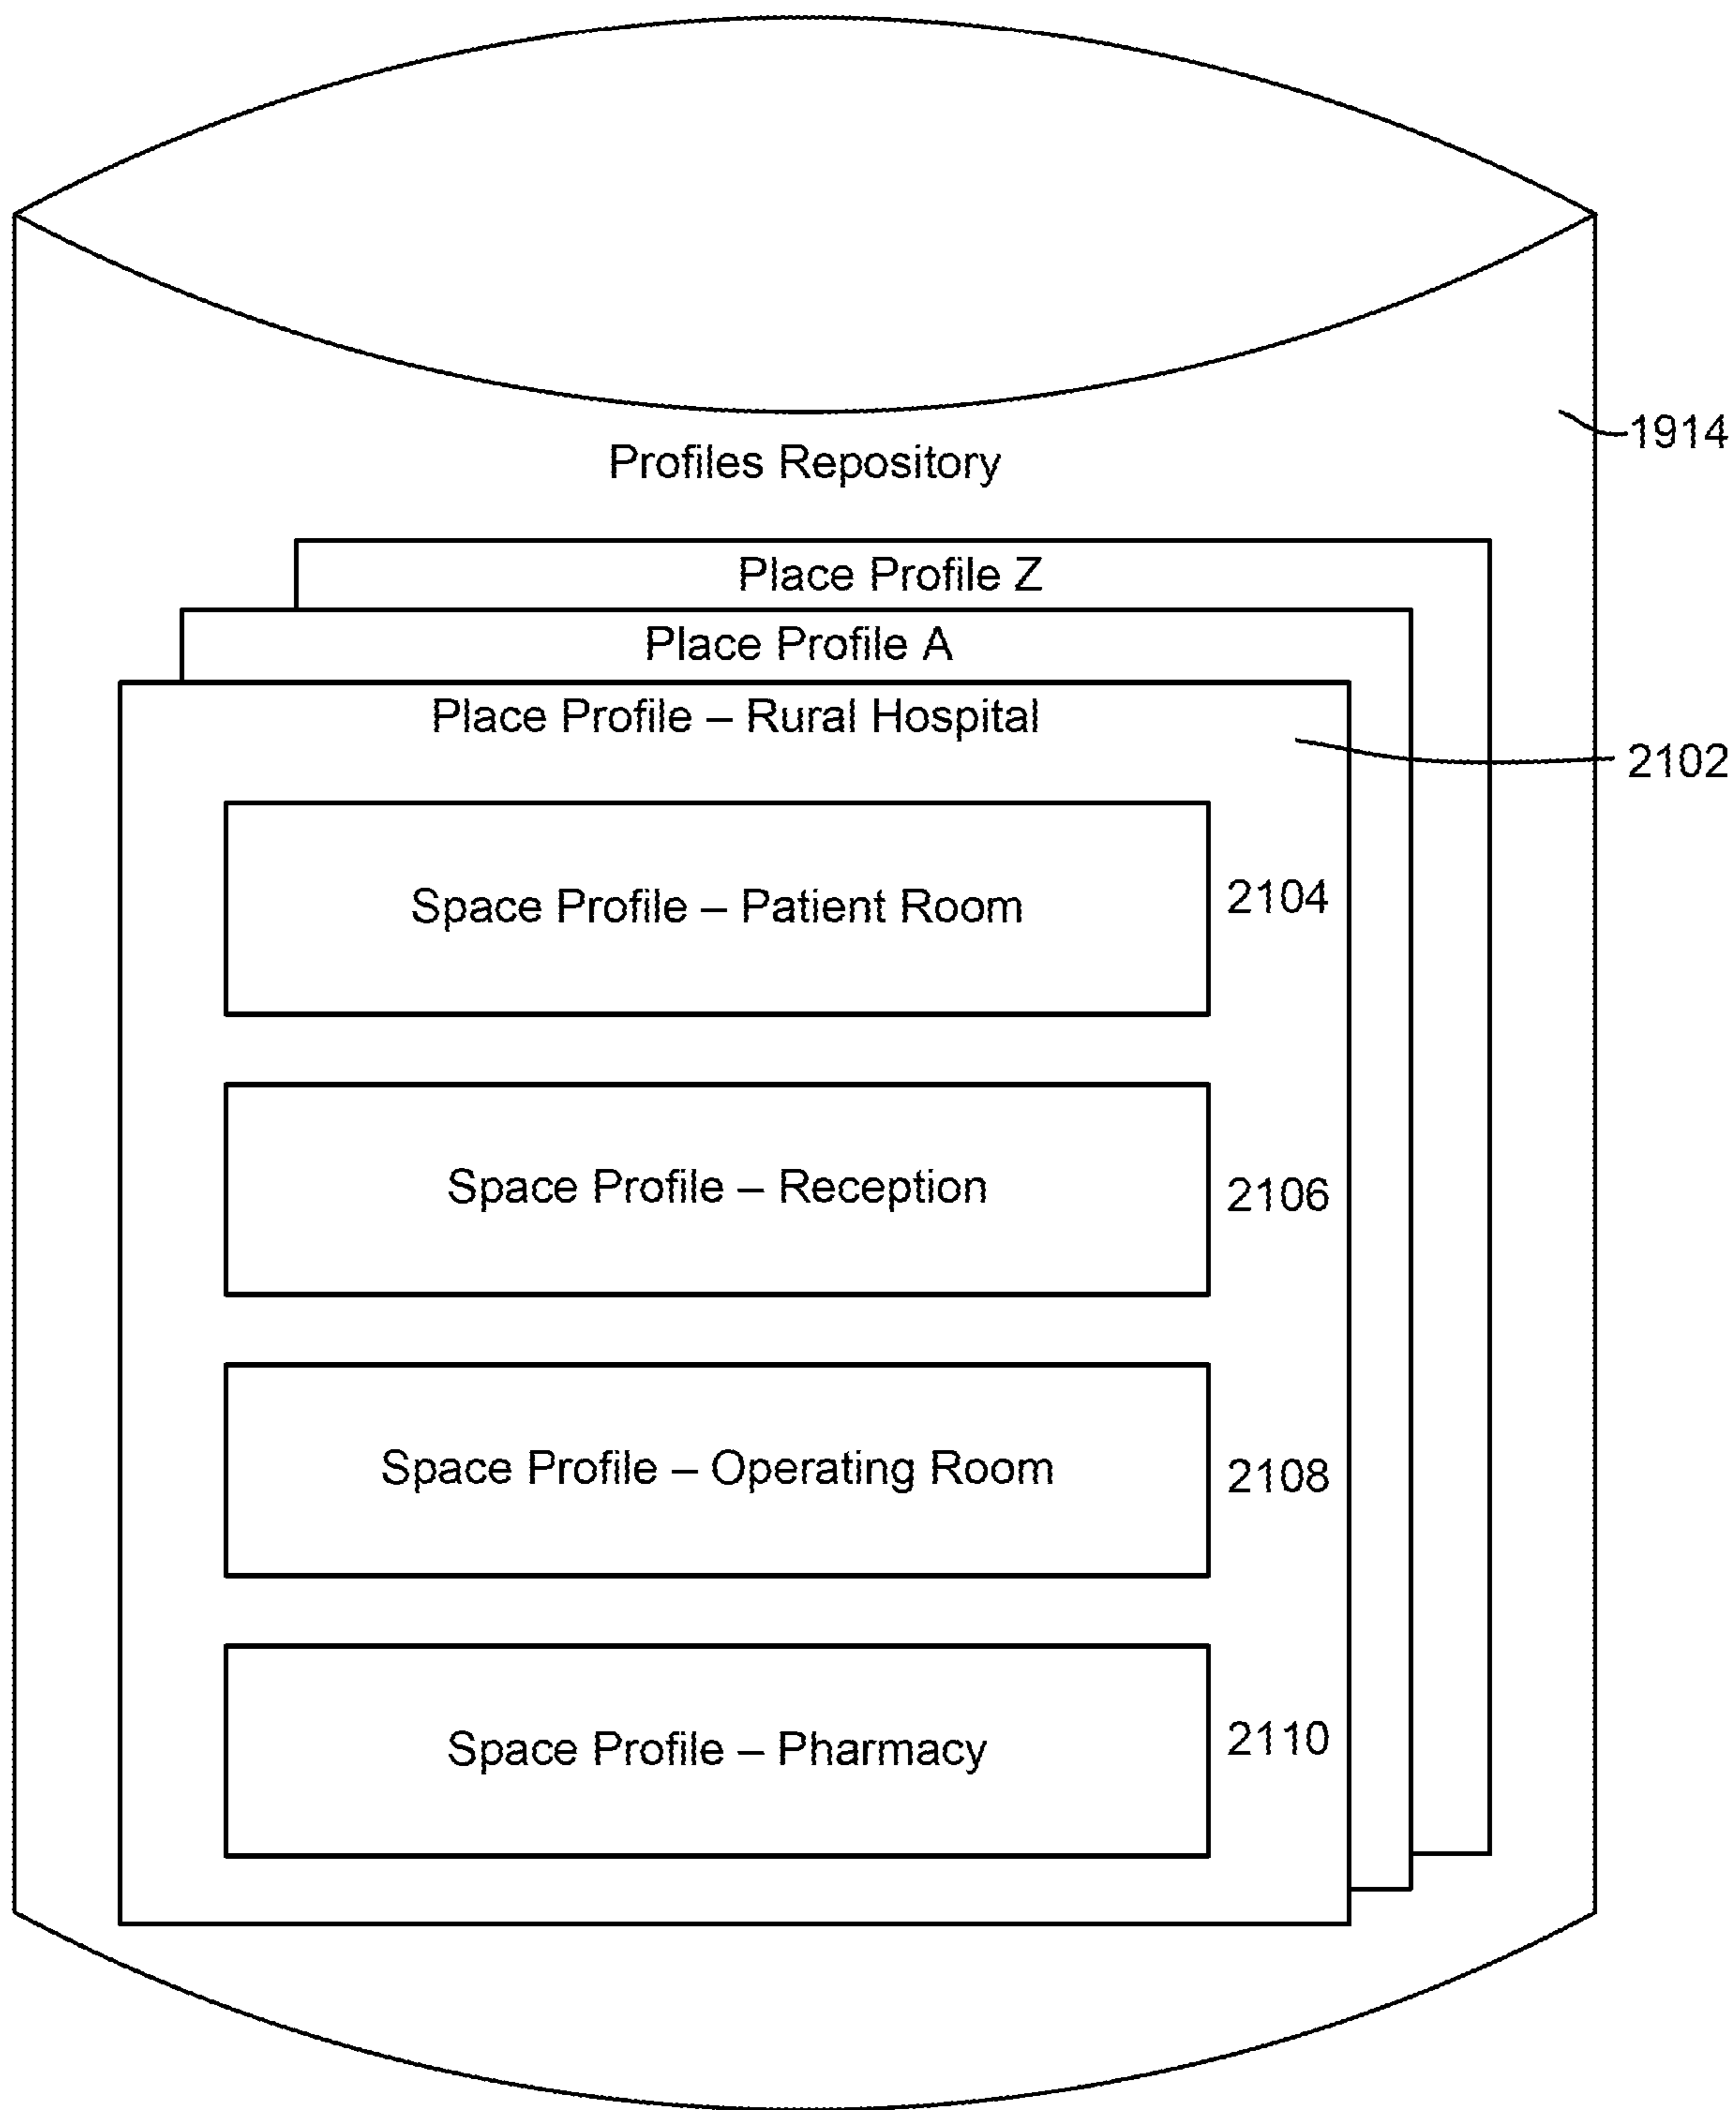 1914
Profiles Repository
Place Profile Z
Place Profile A
Place Profile – Rural Hospital
2102
Space Profile – Patient Room
2104
Space Profile – Reception
2106
Space Profile – Operating Room
2108
Space Profile – Pharmacy
2110